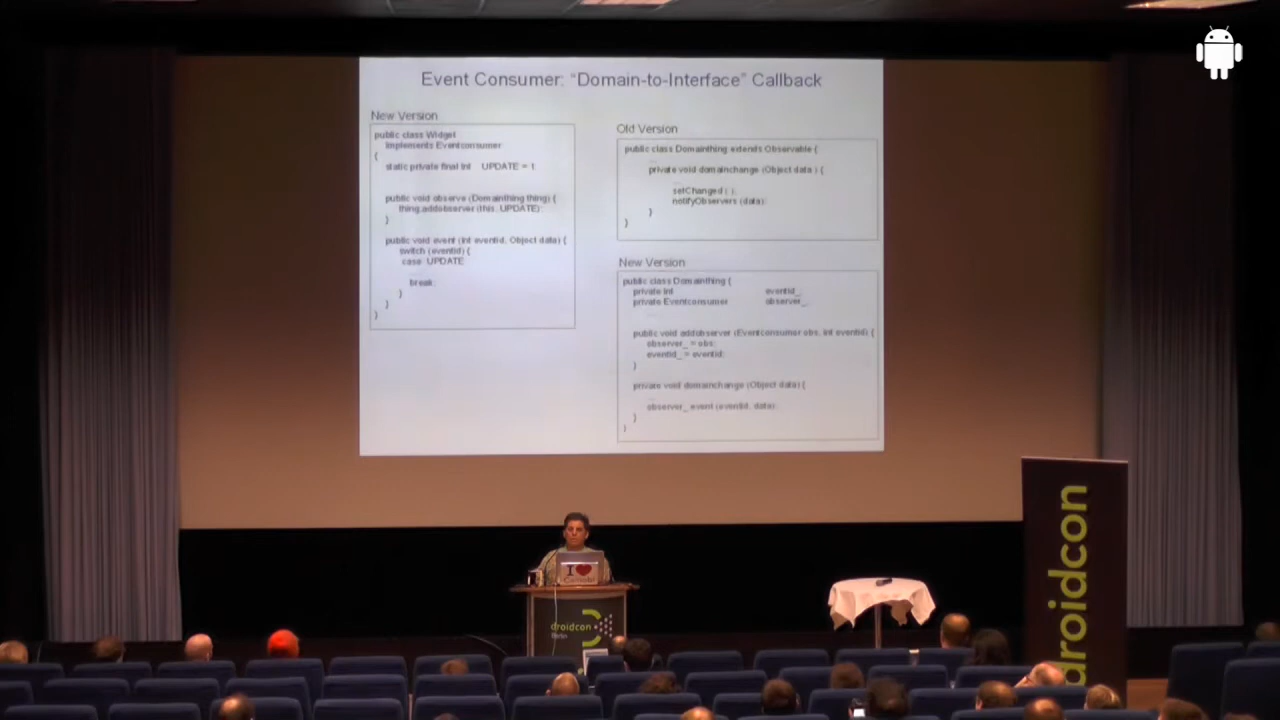 Event Consumer: "Domain-to-Interface" Callback
New Version
public class Widget
implements Eventconsumer
{
static private final int UPDATE = 1;
public void observe (Domainthing thing) {
thing.addobserver (this, UPDATE);
}
public void event (int eventid, Object data) {
switch (eventid) {
case UPDATE
...
break;
}
}
}
Old Version
public class Domainthing extends Observable {
...
private void domainchange (Object data ) {
...
setChanged ( );
notifyObservers (data);
}
}
New Version
public class Domainthing {
private int eventid_;
private Eventconsumer observer_;
...
public void addobserver (Eventconsumer obs, int eventid) {
observer_ = obs;
eventid_ = eventid;
}
private void domainchange (Object data) {
...
observer_.event (eventid, data);
}
}
I
droidcon
Berlin
droidcon